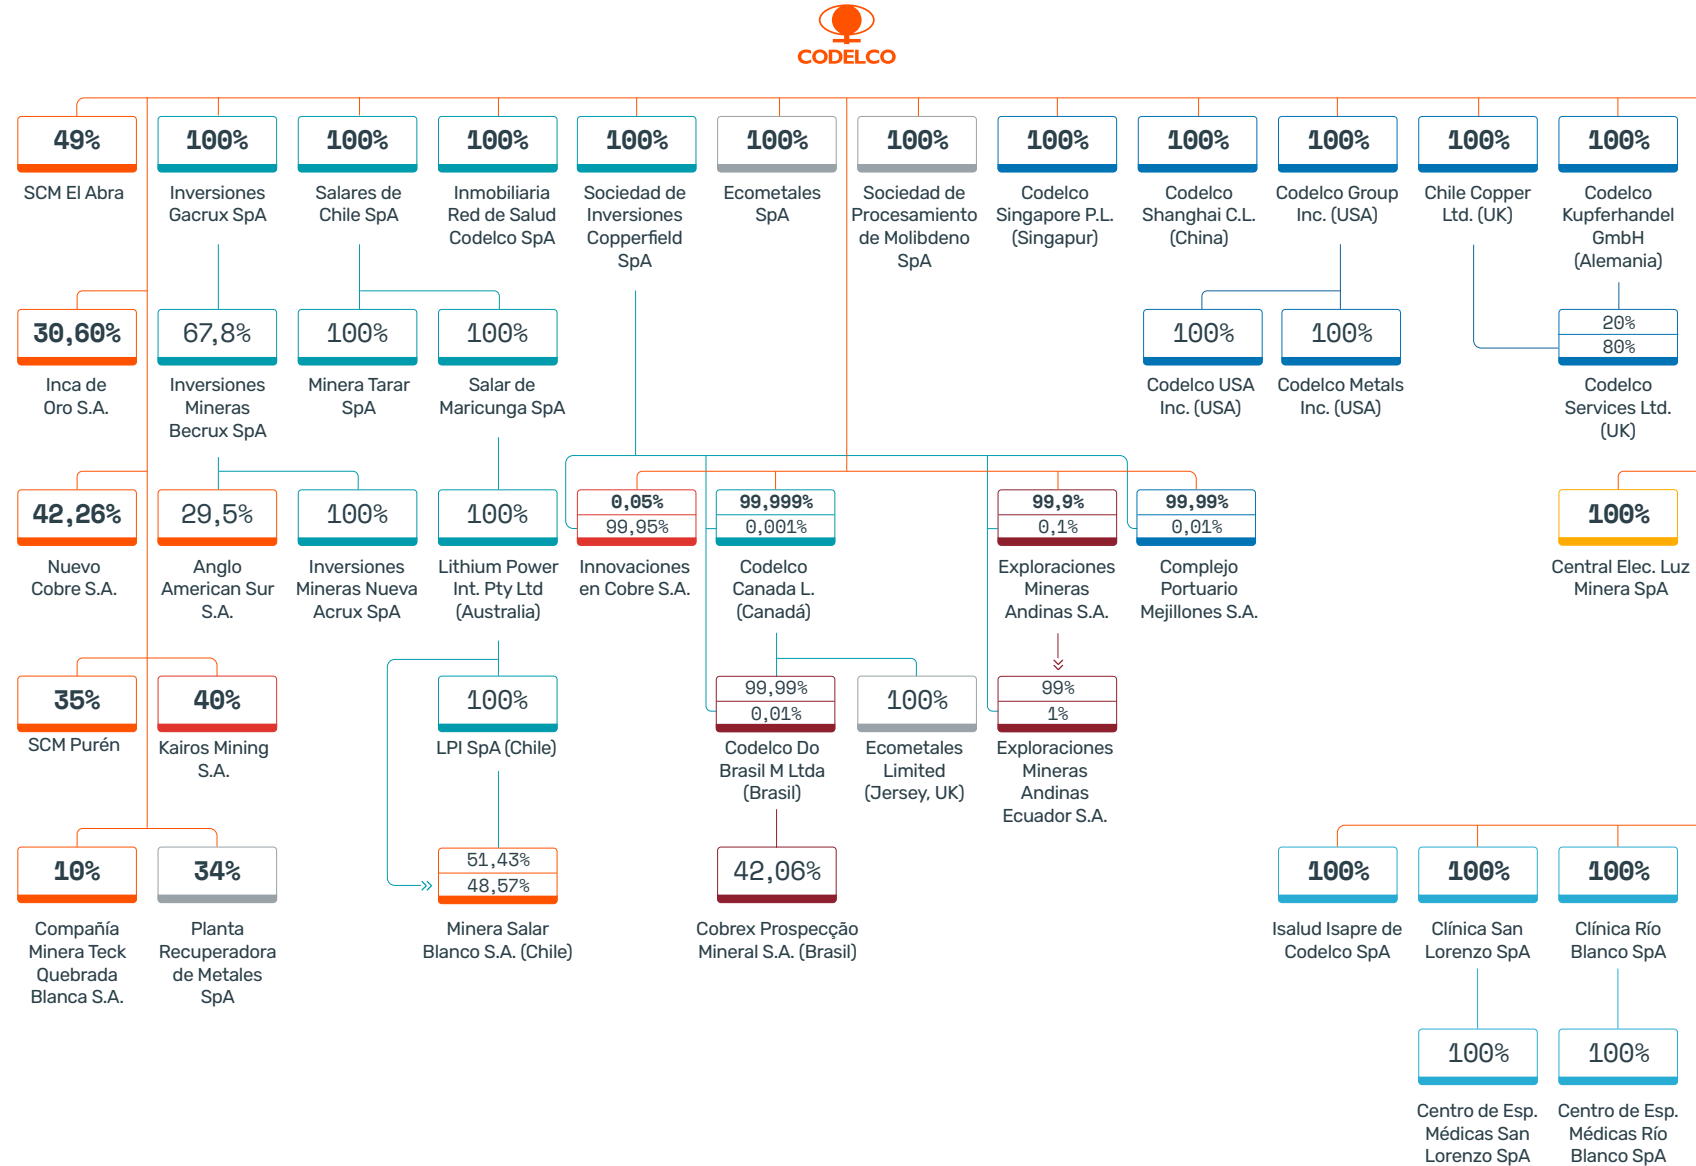 CODELCO
49%
SCM El Abra
100%
Inversiones
Gacrux SpA
100%
Salares de
Chile SpA
100%
Inmobiliaria
Red de Salud
Codelco SpA
100%
Sociedad de
Inversiones
Copperfield
SpA
100%
Ecometales
SpA
100%
Sociedad de
Procesamiento
de Molibdeno
SpA
100%
Codelco
Singapore P.L.
(Singapur)
100%
Codelco
Shanghai C.L.
(China)
100%
Codelco Group
Inc. (USA)
100%
Chile Copper
Ltd. (UK)
100%
Codelco
Kupferhandel
GmbH
(Alemania)
30,60%
Inca de
Oro S.A.
67,8%
Inversiones
Mineras
Becrux SpA
100%
Minera Tarar
SpA
100%
Salar de
Maricunga SpA
100%
Codelco USA
Inc. (USA)
100%
Codelco Metals
Inc. (USA)
20%
80%
Codelco
Services Ltd.
(UK)
42,26%
Nuevo
Cobre S.A.
29,5%
Anglo
American Sur
S.A.
100%
Inversiones
Mineras Nueva
Acrux SpA
100%
Lithium Power
Int. Pty Ltd
(Australia)
0,05%
99,95%
Innovaciones
en Cobre S.A.
99,999%
0,001%
Codelco
Canada L.
(Canadá)
99,9%
0,1%
Exploraciones
Mineras
Andinas S.A.
99,99%
0,01%
Complejo
Portuario
Mejillones S.A.
100%
Central Elec. Luz
Minera SpA
35%
SCM Purén
40%
Kairos Mining
S.A.
100%
LPI SpA (Chile)
99,99%
0,01%
Codelco Do
Brasil M Ltda
(Brasil)
100%
Ecometales
Limited
(Jersey, UK)
99%
1%
Exploraciones
Mineras
Andinas
Ecuador S.A.
10%
Compañía
Minera Teck
Quebrada
Blanca S.A.
34%
Planta
Recuperadora
de Metales
SpA
51,43%
48,57%
Minera Salar
Blanco S.A. (Chile)
42,06%
Cobrex Prospecção
Mineral S.A. (Brasil)
100%
Isalud Isapre de
Codelco SpA
100%
Clínica San
Lorenzo SpA
100%
Clínica Río
Blanco SpA
100%
Centro de Esp.
Médicas San
Lorenzo SpA
100%
Centro de Esp.
Médicas Río
Blanco SpA